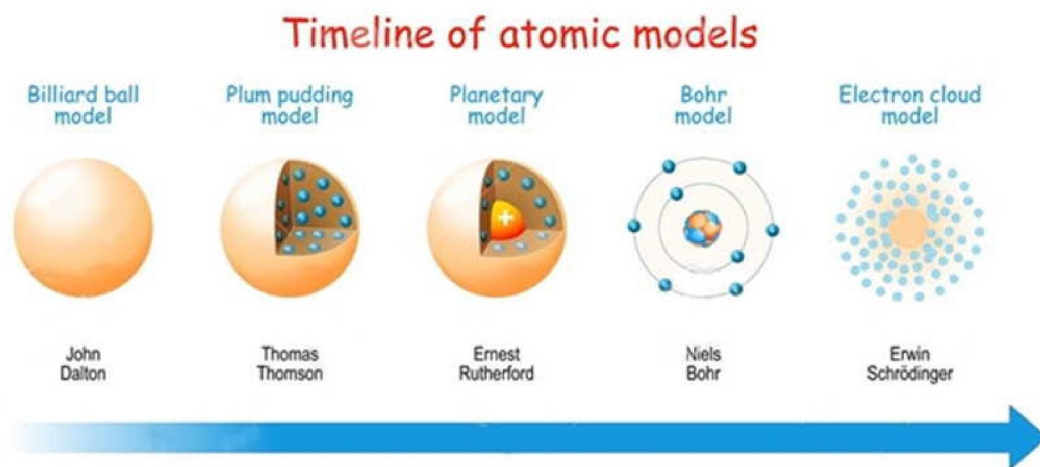 Timeline of atomic models
Billiard ball
model
Plum pudding
model
Planetary
model
Bohr
model
Electron cloud
model
+
John
Dalton
Thomas
Thomson
Ernest
Rutherford
Niels
Bohr
Erwin
Schrödinger